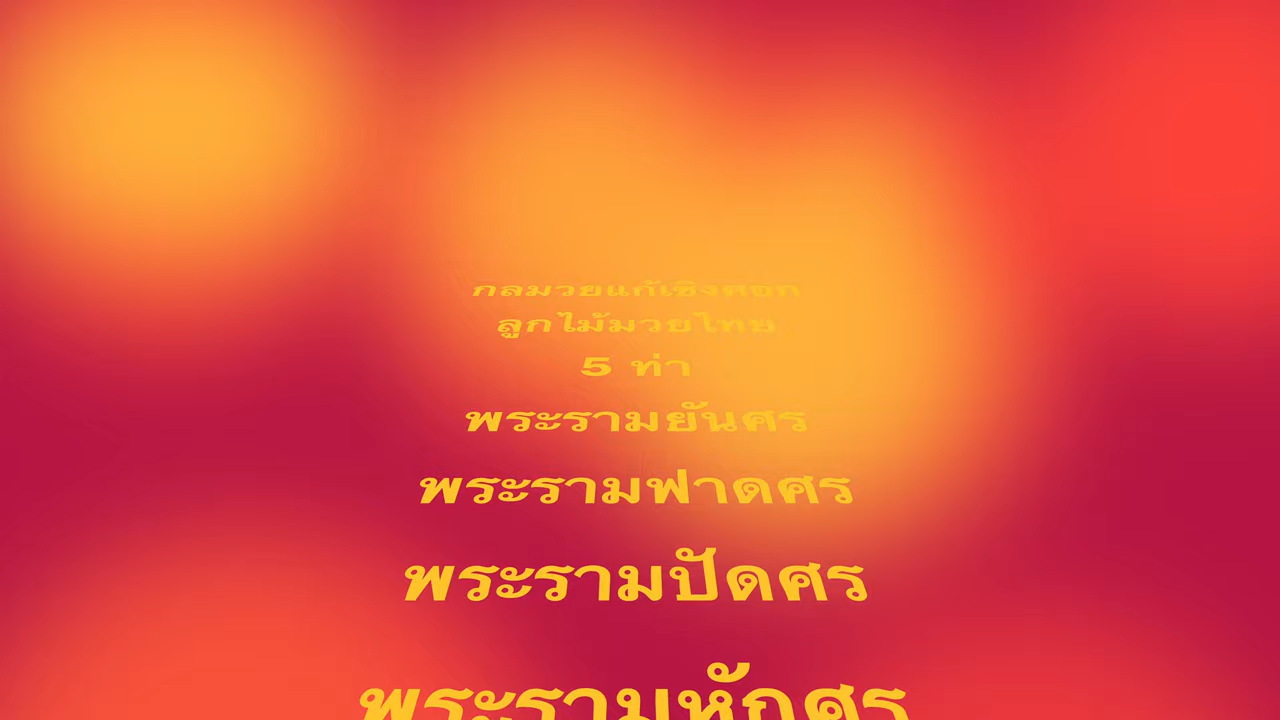 กลมวยแก้เชิงศอก
ลูกไม้มวยไทย
5 ท่า
พระรามยันศร
พระรามฟาดศร
พระรามปัดศร
พระรามหักศร